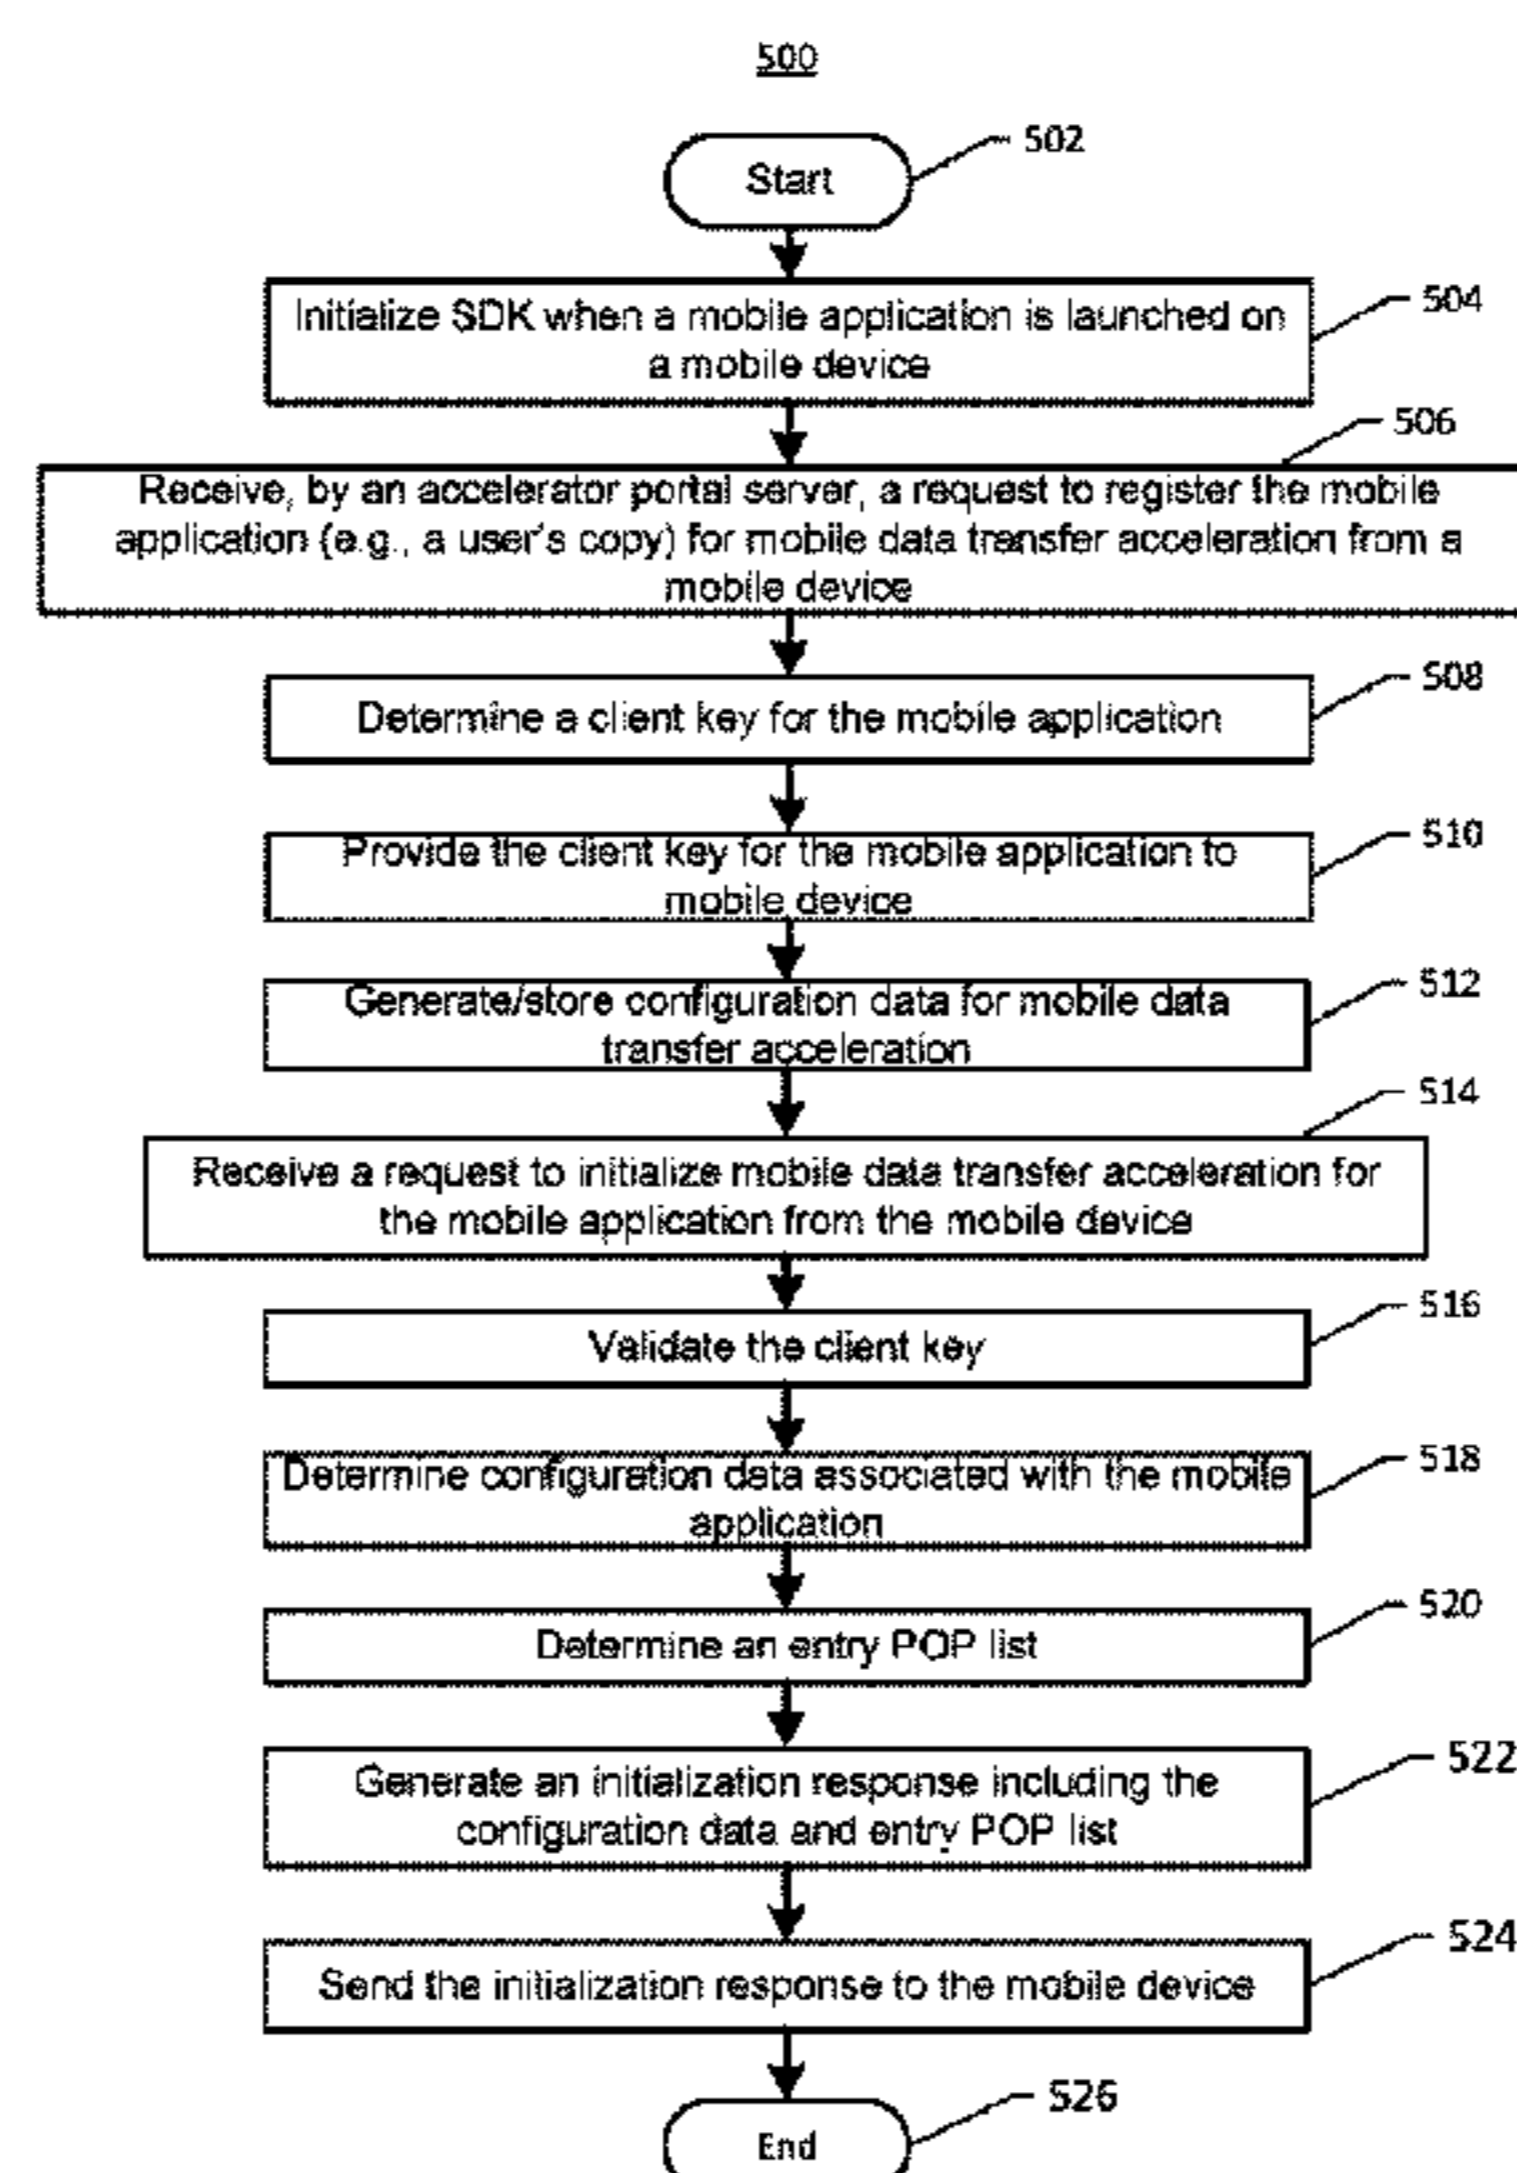 500
502
Start
504
Initialize SDK when a mobile application is launched on
a mobile device
506
Receive, by an accelerator portal server, a request to register the mobile
application (e.g., a user's copy) for mobile data transfer acceleration from a
mobile device
508
Determine a client key for the mobile application
510
Provide the client key for the mobile application to
mobile device
512
Generate/store configuration data for mobile data
transfer acceleration
514
Receive a request to initialize mobile data transfer acceleration for
the mobile application from the mobile device
516
Validate the client key
518
Determine configuration data associated with the mobile
application
520
Determine an entry POP list
522
Generate an initialization response including the
configuration data and entry POP list
524
Send the initialization response to the mobile device
526
End